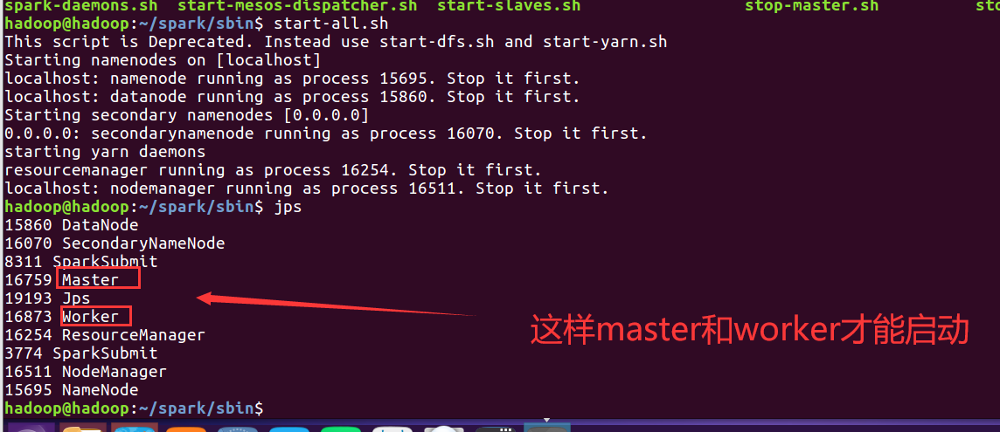 spark-daemons.sh  start-mesos-dispatcher.sh  start-slaves.sh  stop-master.sh
hadoop@hadoop:~/spark/sbin$ start-all.sh
This script is Deprecated. Instead use start-dfs.sh and start-yarn.sh
Starting namenodes on [localhost]
localhost: namenode running as process 15695. Stop it first.
localhost: datanode running as process 15860. Stop it first.
Starting secondary namenodes [0.0.0.0]
0.0.0.0: secondarynamenode running as process 16070. Stop it first.
starting yarn daemons
resourcemanager running as process 16254. Stop it first.
localhost: nodemanager running as process 16511. Stop it first.
hadoop@hadoop:~/spark/sbin$ jps
15860 DataNode
16070 SecondaryNameNode
8311 SparkSubmit
16759 Master
19193 Jps
16873 Worker
16254 ResourceManager
3774 SparkSubmit
16511 NodeManager
15695 NameNode
hadoop@hadoop:~/spark/sbin$
这样master和worker才能启动